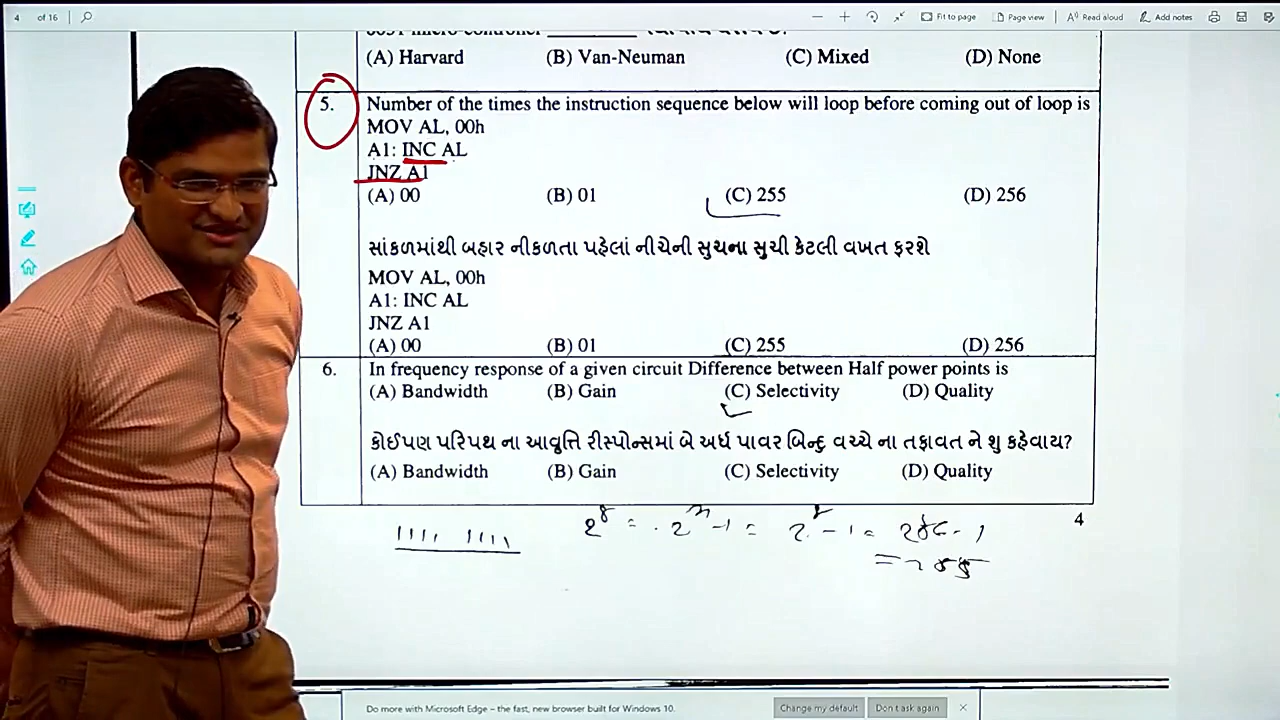 4 of 16
Fit to page
Page view
Read aloud
Add notes
(A) Harvard (B) Van-Neuman (C) Mixed (D) None
5. Number of the times the instruction sequence below will loop before coming out of loop is
MOV AL, 00h
A1: INC AL
JNZ A1
(A) 00 (B) 01 (C) 255 (D) 256
સાંકળમાંથી બહાર નીકળતા પહેલાં નીચેની સુચના સુચી કેટલી વખત ફરશે
MOV AL, 00h
A1: INC AL
JNZ A1
(A) 00 (B) 01 (C) 255 (D) 256
6. In frequency response of a given circuit Difference between Half power points is
(A) Bandwidth (B) Gain (C) Selectivity (D) Quality
કોઈપણ પરિપથ ના આવૃત્તિ રીસ્પોન્સમાં બે અર્ધ પાવર બિન્દુ વચ્ચે ના તફાવત ને શુ કહેવાય?
(A) Bandwidth (B) Gain (C) Selectivity (D) Quality
4
1111 1111
= 255
Do more with Microsoft Edge – the fast, new browser built for Windows 10.
Change my default
Don't ask again